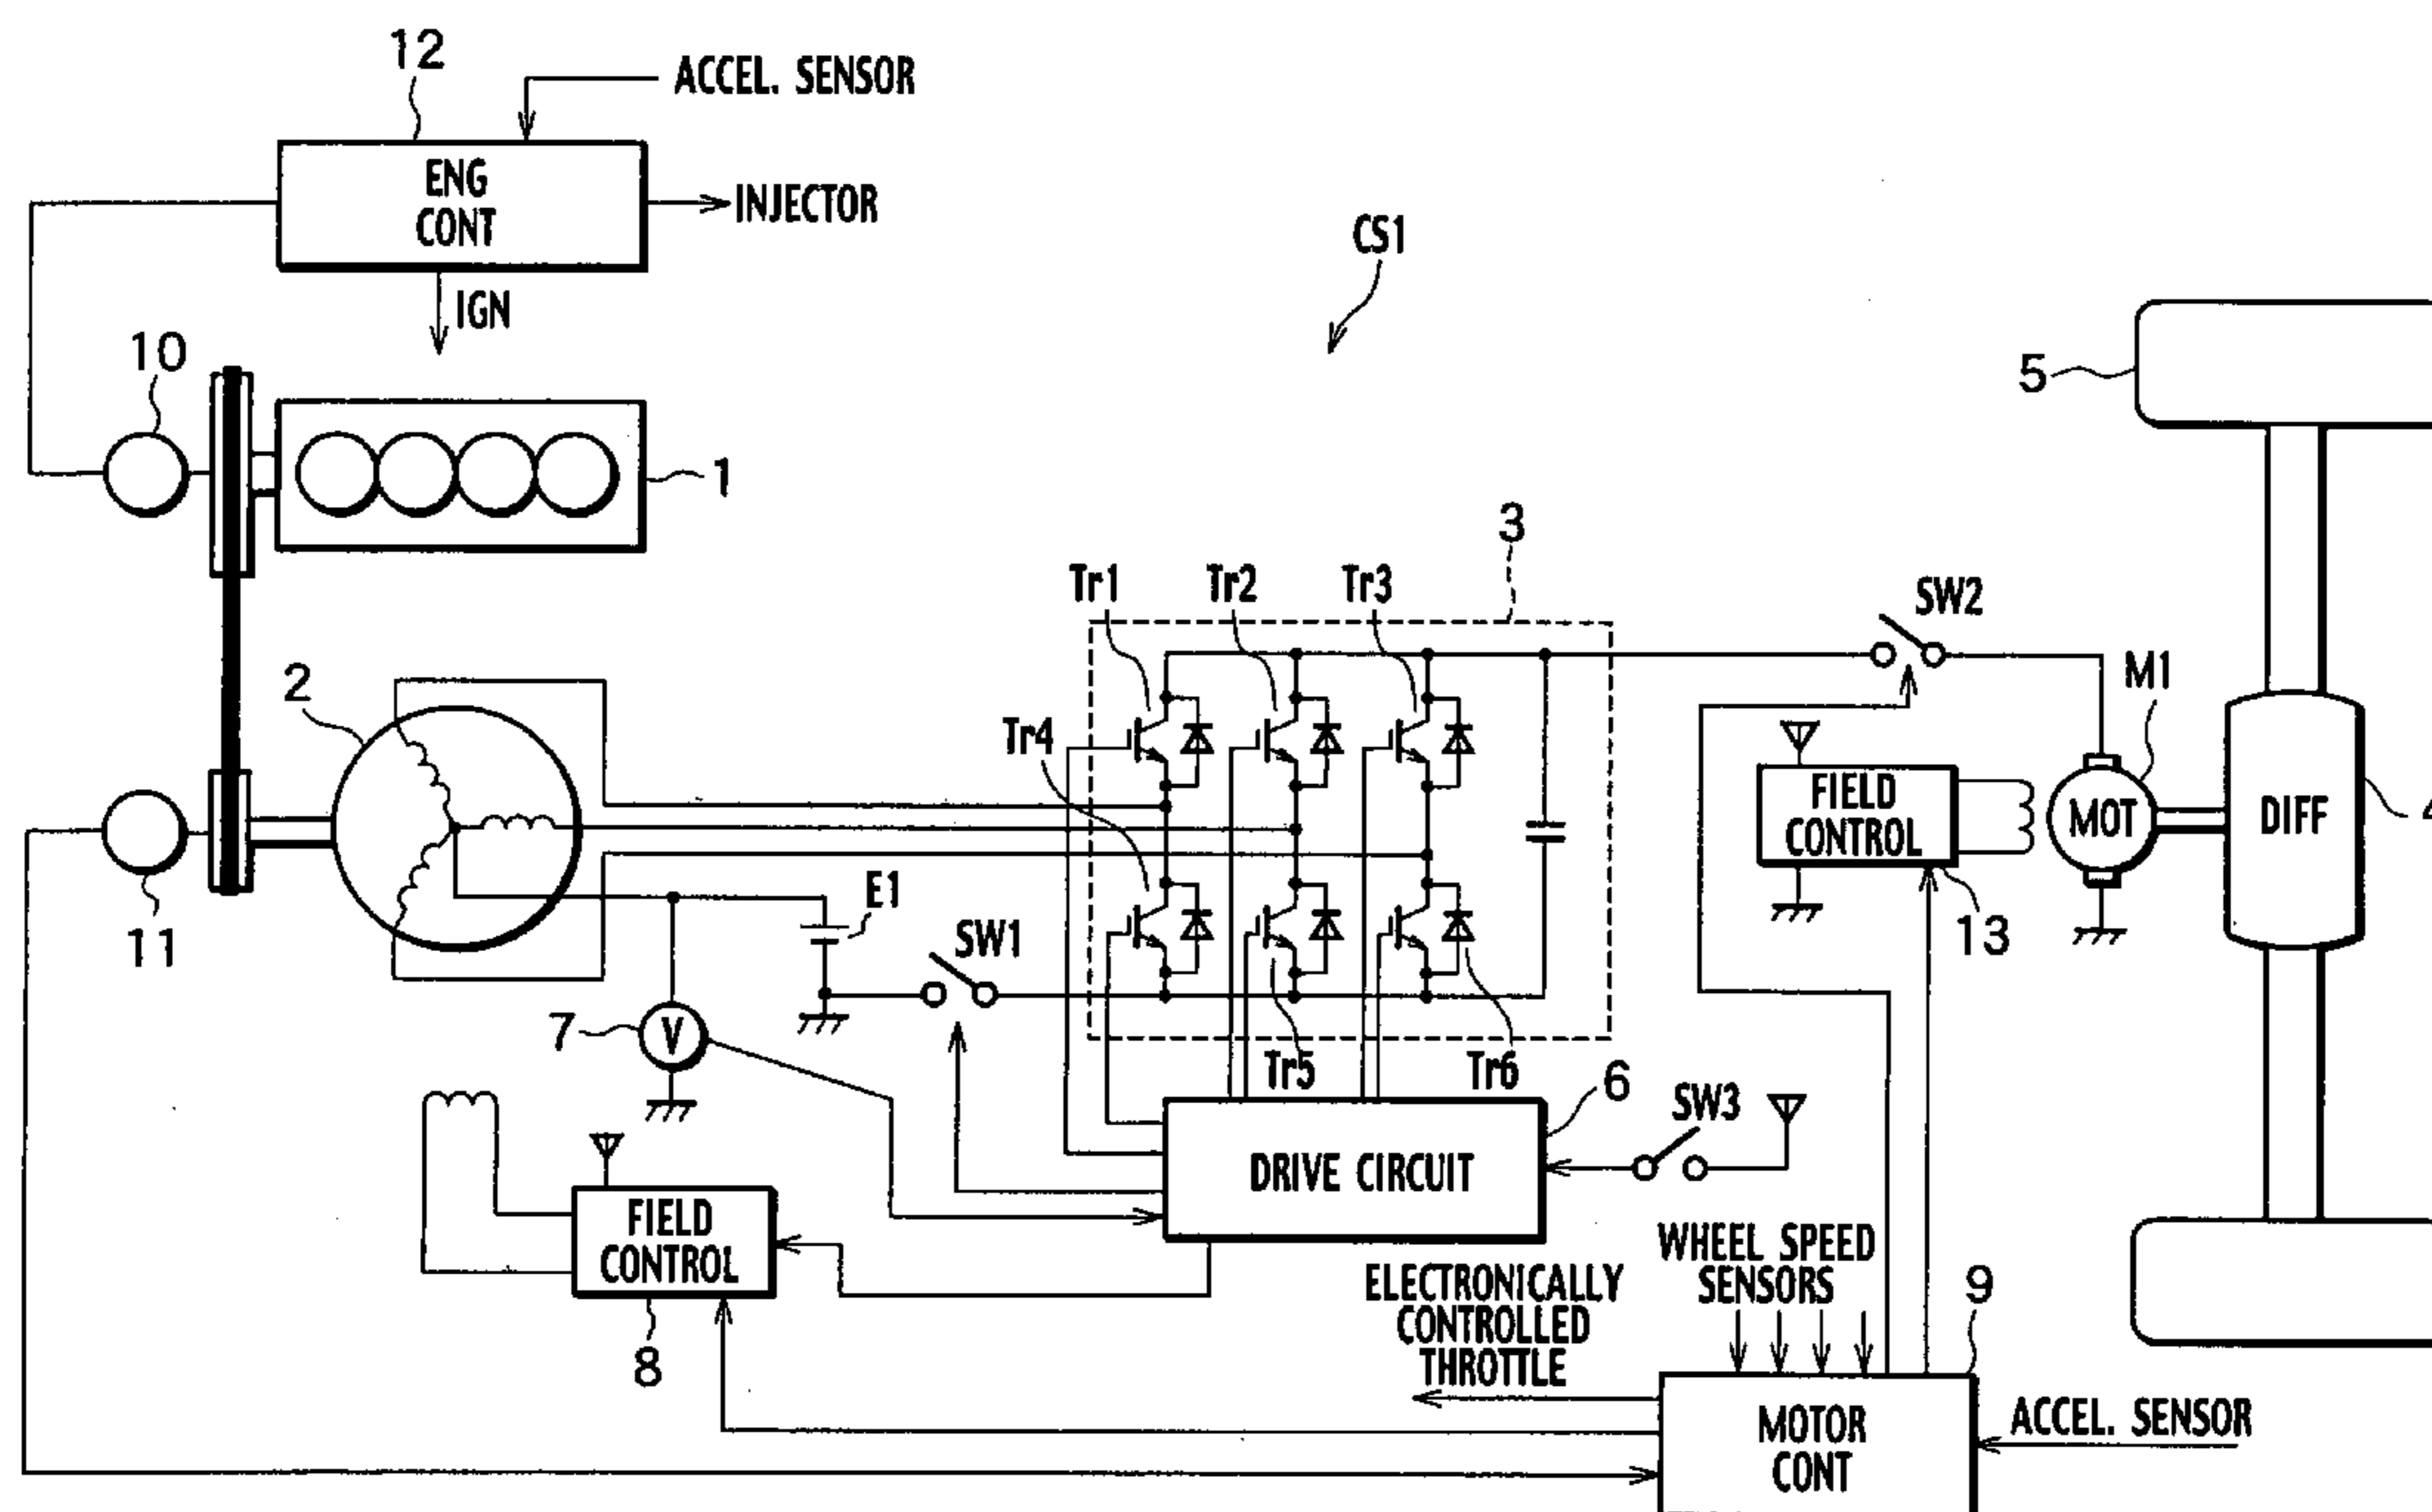 12
ACCEL. SENSOR
ENG
CONT
INJECTOR
IGN
CS1
10
1
5
3
Tr1
Tr2
Tr3
SW2
2
M1
Tr4
FIELD
CONTROL
MOT
DIFF
4
E1
11
SW1
13
7
V
Tr5
Tr6
6
SW3
DRIVE CIRCUIT
FIELD
CONTROL
8
ELECTRONICALLY
CONTROLLED
THROTTLE
WHEEL SPEED
SENSORS
9
MOTOR
CONT
ACCEL. SENSOR